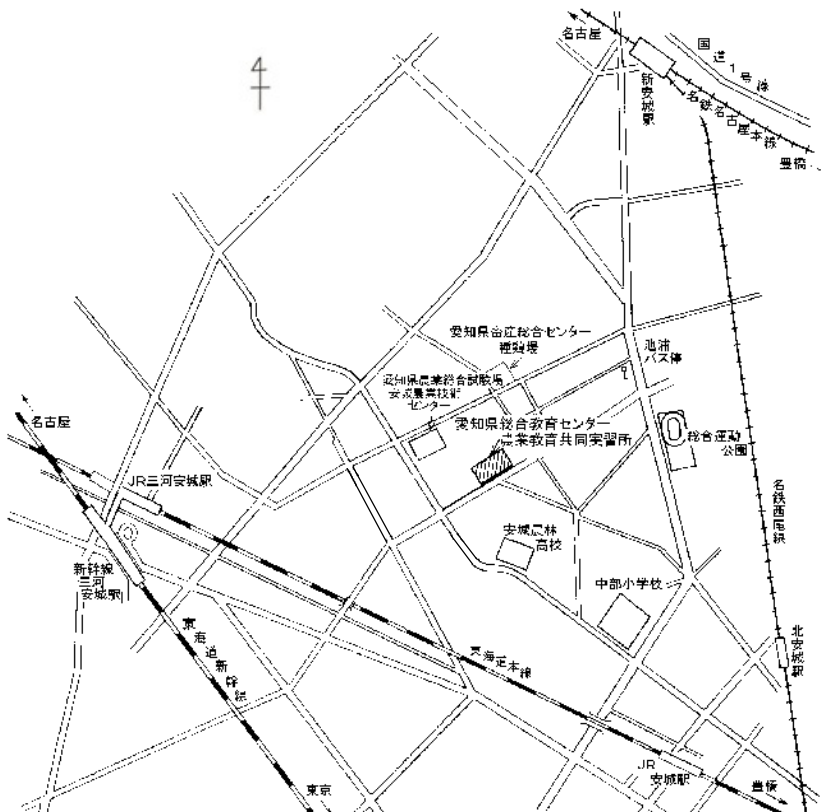 名古屋
国道1号線
新安城駅
名鉄名古屋本線
豊橋
愛知県畜産総合センター
種鶏場
池浦
バス停
愛知県農業総合試験場
安城農業技術
センター
愛知県総合教育センター
農業教育共同実習所
総合運動
公園
名古屋
JR三河安城駅
名鉄西尾線
安城農林
高校
新幹線
三河
安城駅
中部小学校
東海道新幹線
東海道本線
北安城駅
JR
安城駅
東京
豊橋